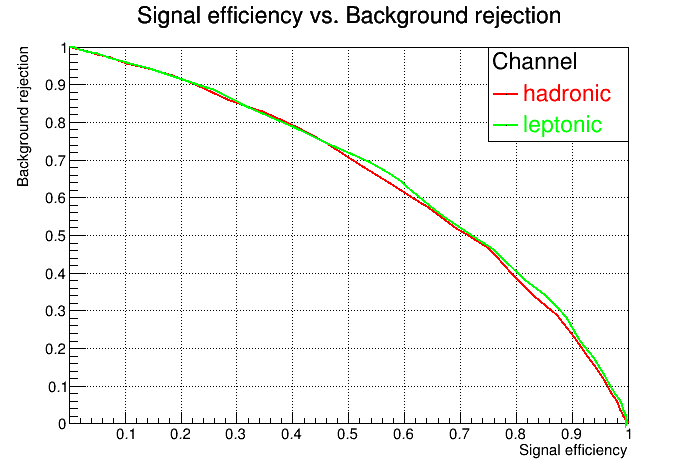 Signal efficiency vs. Background rejection
Background rejection
1
0.9
0.8
0.7
0.6
0.5
0.4
0.3
0.2
0.1
0
Channel
hadronic
leptonic
0.1 0.2 0.3 0.4 0.5 0.6 0.7 0.8 0.9 1
Signal efficiency